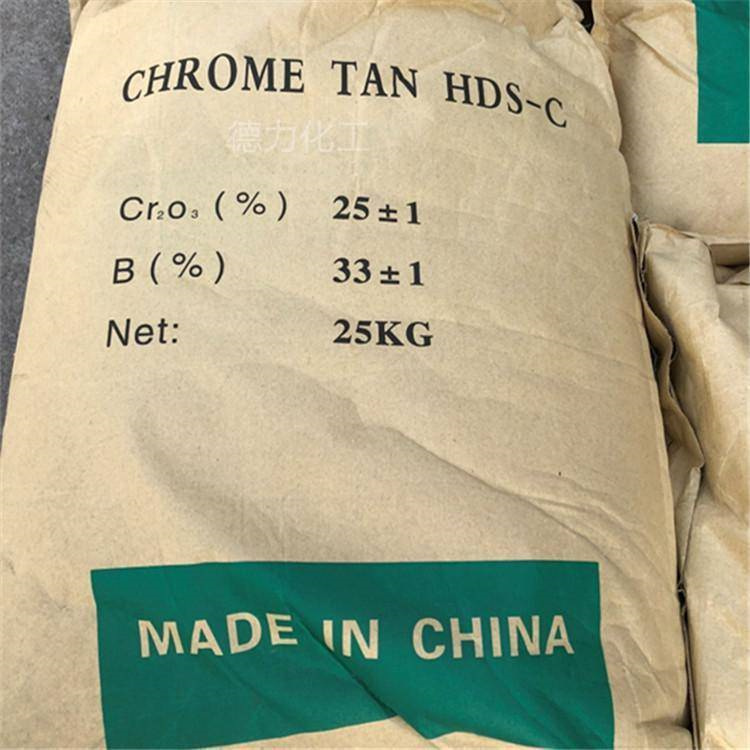 CHROME TAN HDS-C
德力化工
Cr₂O₃ (%) 25±1
B (%) 33±1
Net: 25KG
MADE IN CHINA